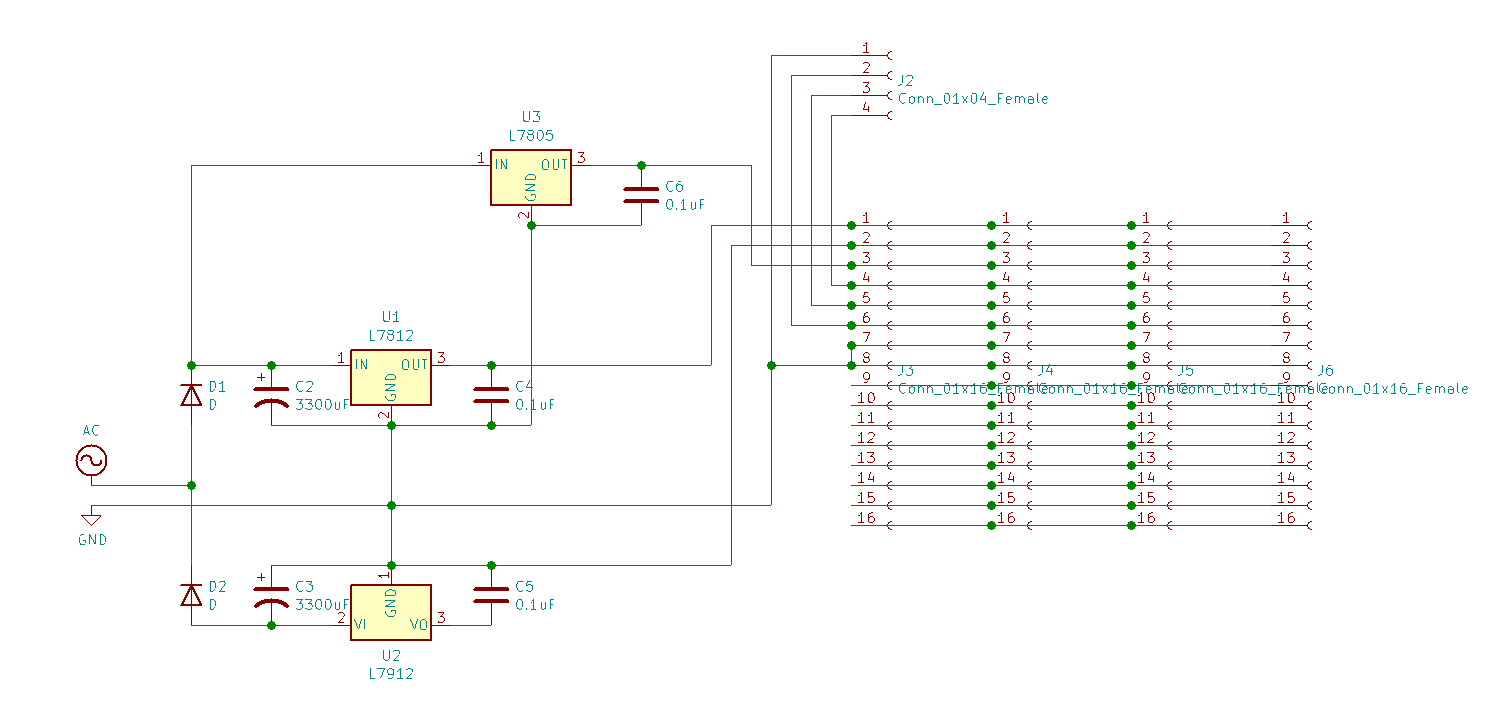 1
2
J2
3
Conn_01x04_Female
4
U3
L7805
1 IN OUT 3
GND
2
C6
0.1uF
1 1 1 1
2 2 2 2
3 3 3 3
4 4 4 4
5 5 5 5
6 6 6 6
7 7 7 7
8 8 8 8
J3 J4 J5 J6
9 9 9 9
Conn_01x16_Female Conn_01x16_Female Conn_01x16_Female Conn_01x16_Female
10 10 10 10
11 11 11 11
12 12 12 12
13 13 13 13
14 14 14 14
15 15 15 15
16 16 16 16
U1
L7812
1 IN OUT 3
GND
2
D1
D
+
C2
3300uF
C4
0.1uF
AC
GND
D2
D
+
C3
3300uF
1
GND
2 VI VO 3
C5
0.1uF
U2
L7912